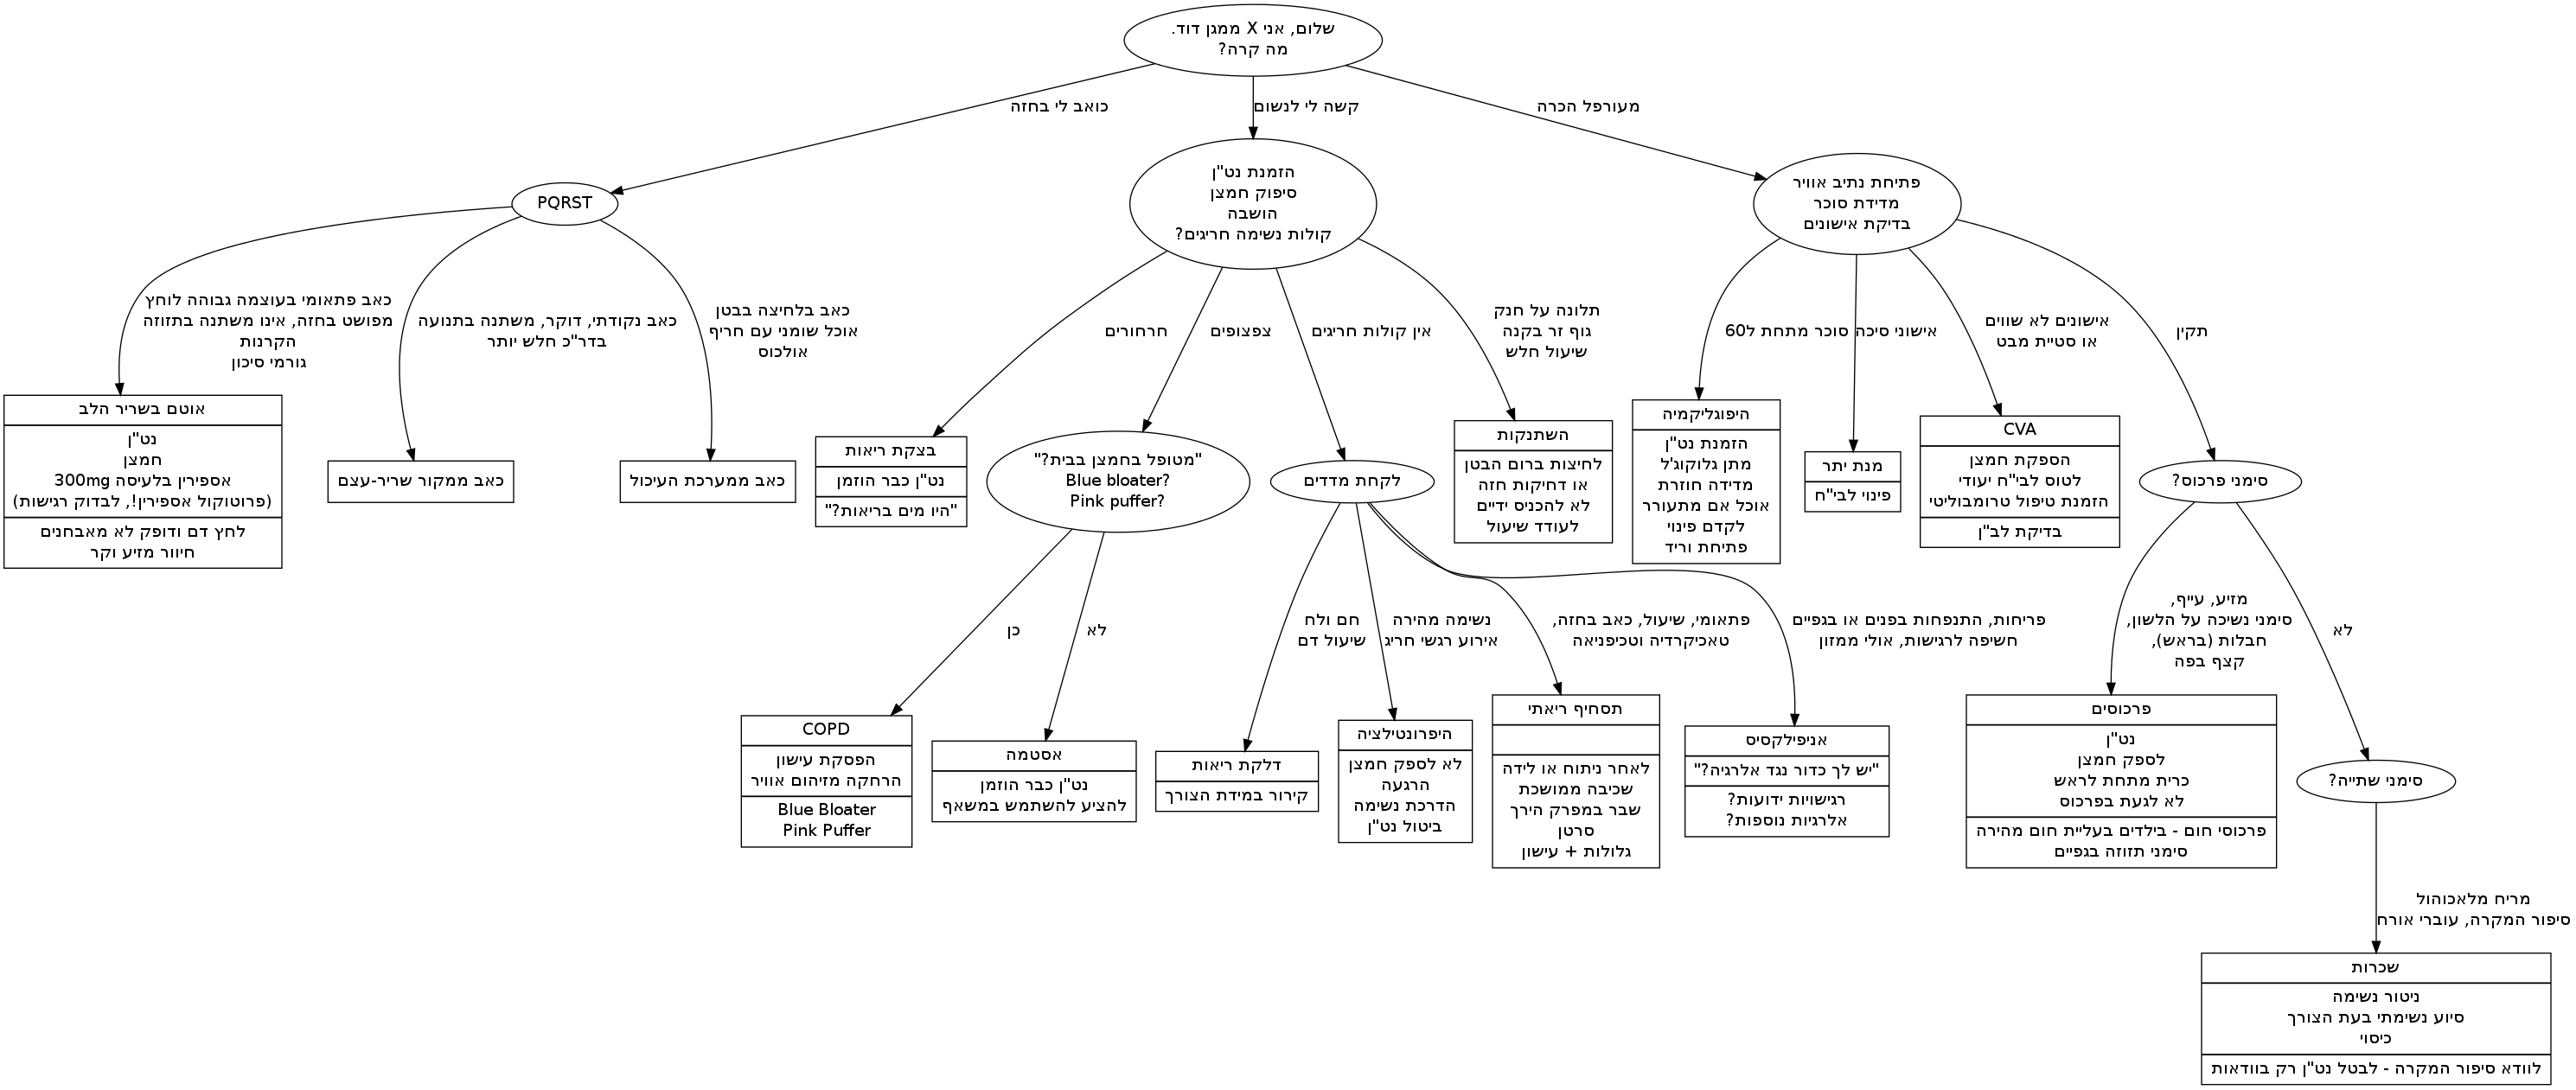 שלום, אני X ממגן דוד.
מה קרה?
כואב לי בחזה
קשה לי לנשום
מעורפל הכרה
PQRST
הזמנת נט"ן
סיפוק חמצן
הושבה
קולות נשימה חריגים?
פתיחת נתיב אוויר
מדידת סוכר
בדיקת אישונים
כאב פתאומי בעוצמה גבוהה לוחץ
מפושט בחזה, אינו משתנה בתזוזה
הקרנות
גורמי סיכון
כאב נקודתי, דוקר, משתנה בתנועה
בדר"כ חלש יותר
כאב בלחיצה בבטן
אוכל שומני עם חריף
אולכוס
חרחורים
צפצופים
אין קולות חריגים
תלונה על חנק
גוף זר בקנה
שיעול חלש
סוכר מתחת ל60
אישוני סיכה
אישונים לא שווים
או סטיית מבט
תקין
אוטם בשריר הלב
נט"ן
חמצן
אספירין בלעיסה 300mg
(פרוטוקול אספירין!, לבדוק רגישות)
לחץ דם ודופק לא מאבחנים
חיוור מזיע וקר
כאב ממקור שריר-עצם
כאב ממערכת העיכול
בצקת ריאות
נט"ן כבר הוזמן
"היו מים בריאות?"
"מטופל בחמצן בבית?"
Blue bloater?
Pink puffer?
לקחת מדדים
השתנקות
לחיצות ברום הבטן
או דחיקות חזה
לא להכניס ידיים
לעודד שיעול
היפוגליקמיה
הזמנת נט"ן
מתן גלוקוג'ל
מדידה חוזרת
אוכל אם מתעורר
לקדם פינוי
פתיחת וריד
מנת יתר
פינוי לבי"ח
CVA
הספקת חמצן
לטוס לבי"ח יעודי
הזמנת טיפול טרומבוליטי
בדיקת לב"ן
סימני פרכוס?
כן
לא
חם ולח
שיעול דם
נשימה מהירה
אירוע רגשי חריג
פתאומי, שיעול, כאב בחזה,
טאכיקרדיה וטכיפניאה
פריחות, התנפחות בפנים או בגפיים
חשיפה לרגישות, אולי ממזון
מזיע, עייף,
סימני נשיכה על הלשון,
חבלות (בראש),
קצף בפה
לא
COPD
הפסקת עישון
הרחקה מזיהום אוויר
Blue Bloater
Pink Puffer
אסטמה
נט"ן כבר הוזמן
להציע להשתמש במשאף
דלקת ריאות
קירור במידת הצורך
היפרונטילציה
לא לספק חמצן
הרגעה
הדרכת נשימה
ביטול נט"ן
תסחיף ריאתי
לאחר ניתוח או לידה
שכיבה ממושכת
שבר במפרק הירך
סרטן
גלולות + עישון
אניפילקסיס
"יש לך כדור נגד אלרגיה?"
רגישויות ידועות?
אלרגיות נוספות?
פרכוסים
נט"ן
לספק חמצן
כרית מתחת לראש
לא לגעת בפרכוס
פרכוסי חום - בילדים בעליית חום מהירה
סימני תזוזה בגפיים
סימני שתייה?
מריח מלאכוהול
סיפור המקרה, עוברי אורח
שכרות
ניטור נשימה
סיוע נשימתי בעת הצורך
כיסוי
לוודא סיפור המקרה - לבטל נט"ן רק בוודאות